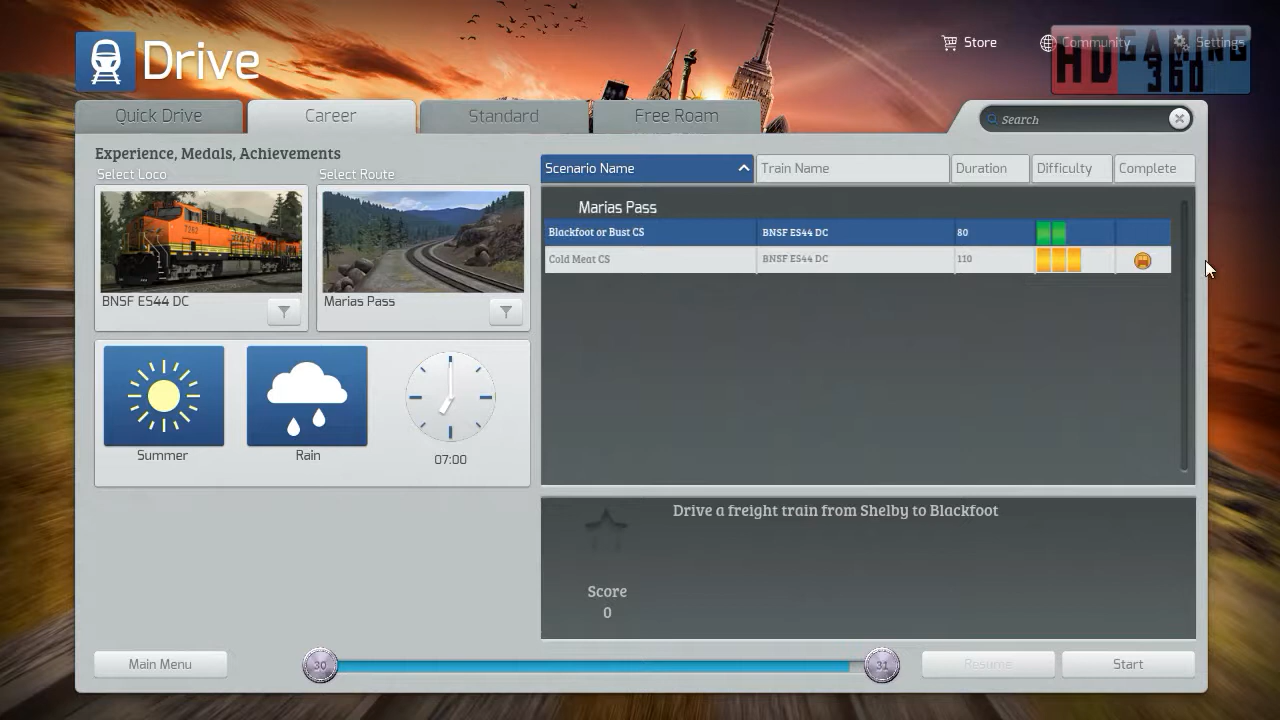 Drive
Store
Community
Settings
HD GAMING 360
Quick Drive
Career
Standard
Free Roam
Search
Experience, Medals, Achievements
Select Loco
Select Route
BNSF ES44 DC
Marias Pass
Summer
Rain
07:00
Scenario Name
Train Name
Duration
Difficulty
Complete
Marias Pass
Blackfoot or Bust CS
BNSF ES44 DC
80
Cold Meat CS
BNSF ES44 DC
110
Drive a freight train from Shelby to Blackfoot
Score
0
Main Menu
30
31
Resume
Start